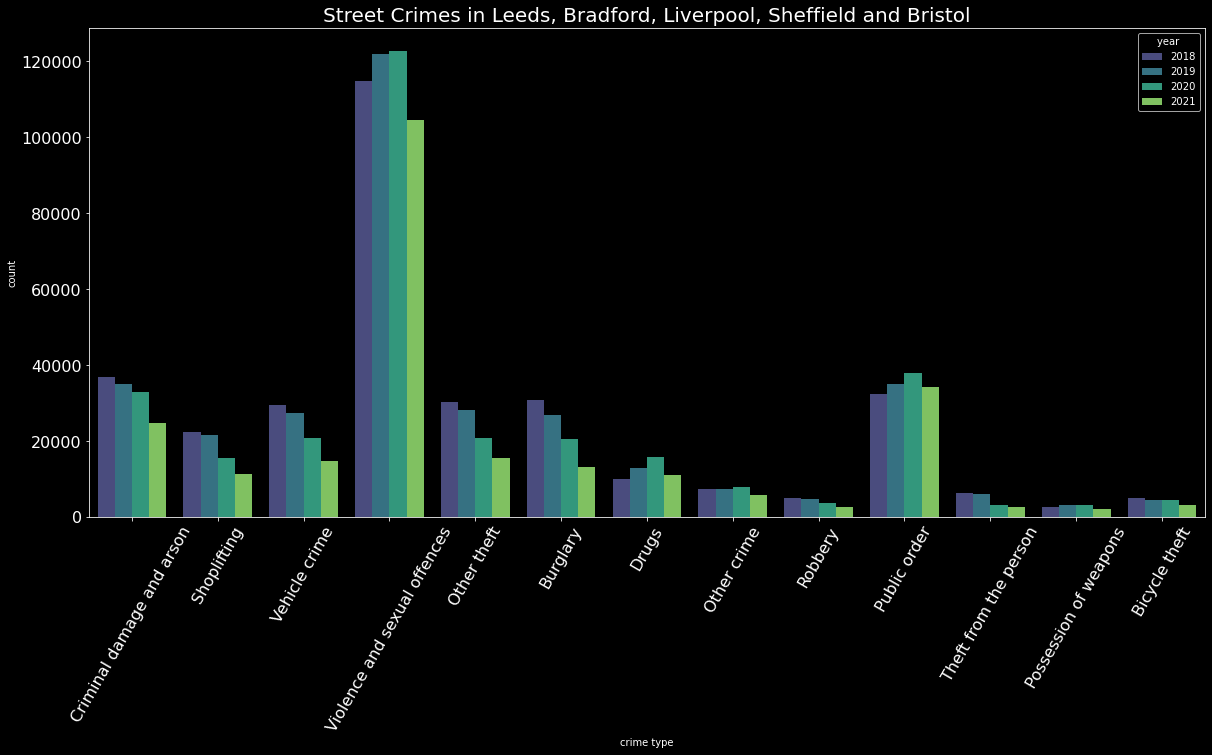 Street Crimes in Leeds, Bradford, Liverpool, Sheffield and Bristol
year
2018
2019
2020
2021
120000
100000
80000
60000
40000
20000
0
count
Criminal damage and arson
Shoplifting
Vehicle crime
Violence and sexual offences
Other theft
Burglary
Drugs
Other crime
Robbery
Public order
Theft from the person
Possession of weapons
Bicycle theft
crime type